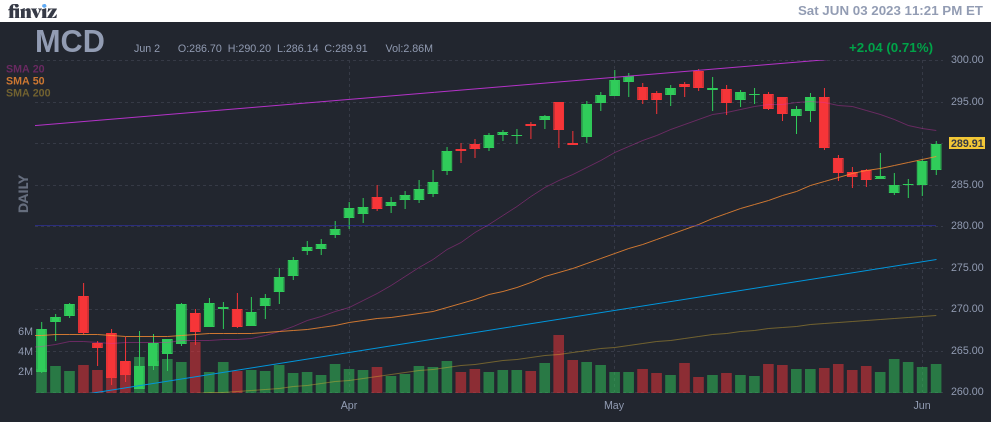 finviz
Sat JUN 03 2023 11:21 PM ET
MCD
Jun 2 O:286.70 H:290.20 L:286.14 C:289.91 Vol:2.86M
+2.04 (0.71%)
SMA 20
SMA 50
SMA 200
300.00
295.00
289.91
285.00
280.00
275.00
270.00
265.00
260.00
DAILY
6M
4M
2M
Apr
May
Jun